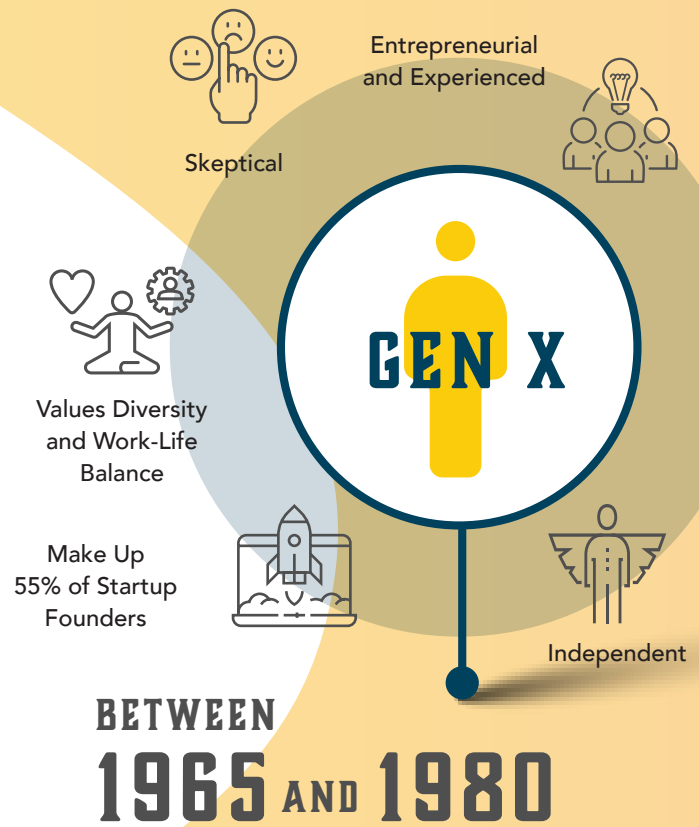 Entrepreneurial
and Experienced
Skeptical
GEN X
Values Diversity
and Work-Life
Balance
Make Up
55% of Startup
Founders
Independent
BETWEEN
1965 AND 1980